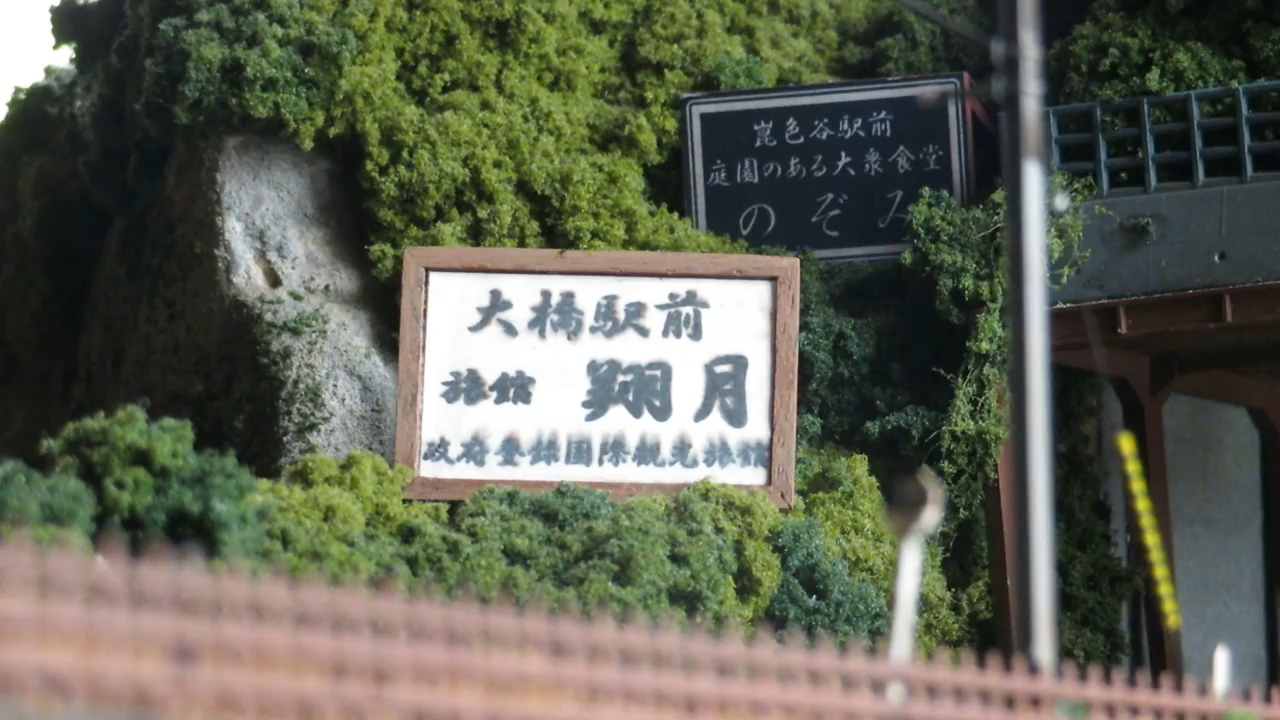 崑色谷駅前
庭園のある大衆食堂
のぞみ
大橋駅前
旅館 翔月
政府登録国際観光旅館